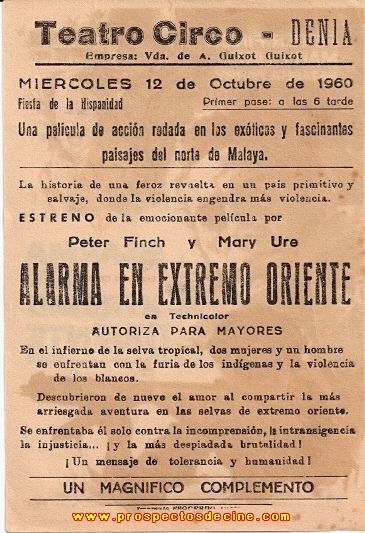 Teatro Circo - DENIA
Empresa: Vda. de A. Guixot Guixot
MIERCOLES 12 de Octubre de 1960
Fiesta de la Hispanidad Primer pase: a las 6 tarde
Una película de acción rodada en los exóticos y fascinantes
paisajes del norte de Malaya.
La historia de una feroz revuelta en un pais primitivo y
salvaje, donde la violencia engendra más violencia.
ESTRENO de la emocionante película por
Peter Finch y Mary Ure
ALARMA EN EXTREMO ORIENTE
en Technicolor
AUTORIZA PARA MAYORES
En el infierno de la selva tropical, dos mujeres y un hombre
se enfrentan con la furia de los indígenas y la violencia
de los blancos.
Descubrieron de nuevo el amor al compartir la más
arriesgada aventura en las selvas de extremo oriente.
Se enfrentaba él solo contra la incomprensión, la intransigencia
la injusticia... ¡y la más despiadada brutalidad!
¡Un mensaje de tolerancia y humanidad!
UN MAGNIFICO COMPLEMENTO
www.prospectosdecine.com